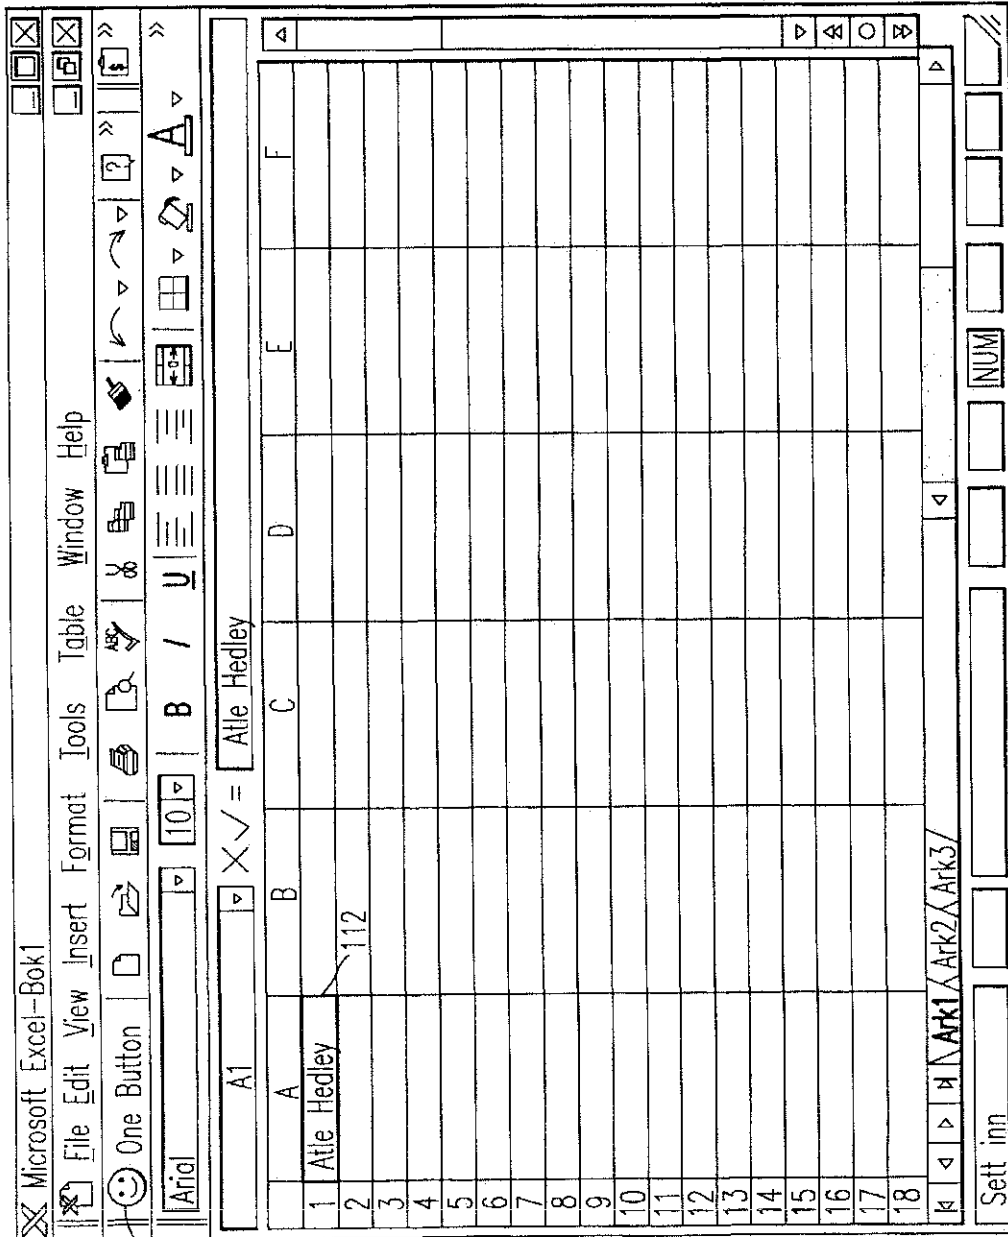 Microsoft Excel-Bok1
File Edit View Insert Format Tools Table Window Help
One Button ABC ?
Arial 10 B I U A
A1 = Atle Hedley
A B C D E F
1 Atle Hedley
112
2
3
4
5
6
7
8
9
10
11
12
13
14
15
16
17
18
Ark1 Ark2 Ark3
Sett inn NUM